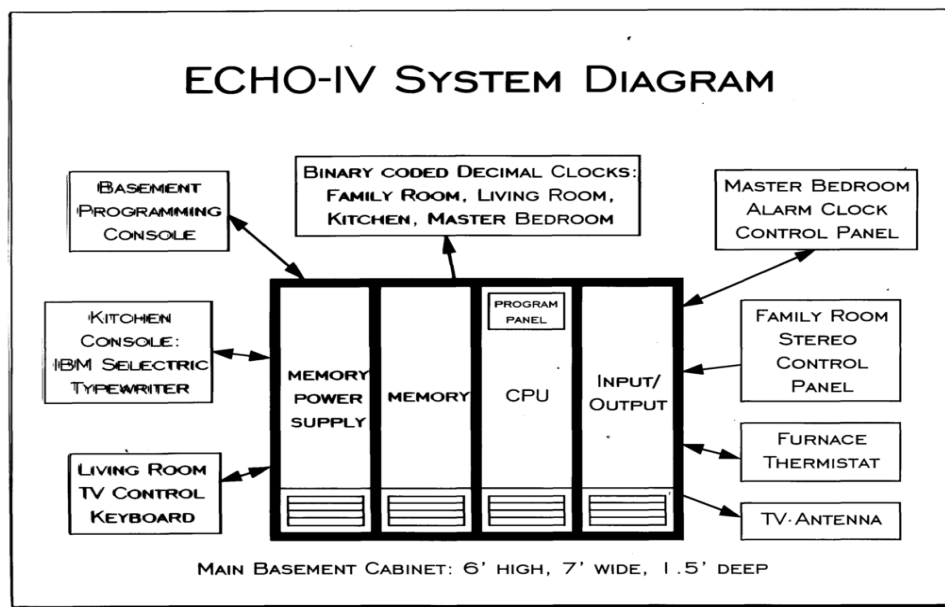 ECHO-IV SYSTEM DIAGRAM
BASEMENT
PROGRAMMING
CONSOLE
BINARY CODED DECIMAL CLOCKS:
FAMILY ROOM, LIVING ROOM,
KITCHEN, MASTER BEDROOM
MASTER BEDROOM
ALARM CLOCK
CONTROL PANEL
KITCHEN
CONSOLE:
IBM SELECTRIC
TYPEWRITER
LIVING ROOM
TV CONTROL
KEYBOARD
MEMORY
POWER
SUPPLY
MEMORY
PROGRAM
PANEL
CPU
INPUT/
OUTPUT
FAMILY ROOM
STEREO
CONTROL
PANEL
FURNACE
THERMISTAT
TV-ANTENNA
MAIN BASEMENT CABINET: 6' HIGH, 7' WIDE, 1.5' DEEP